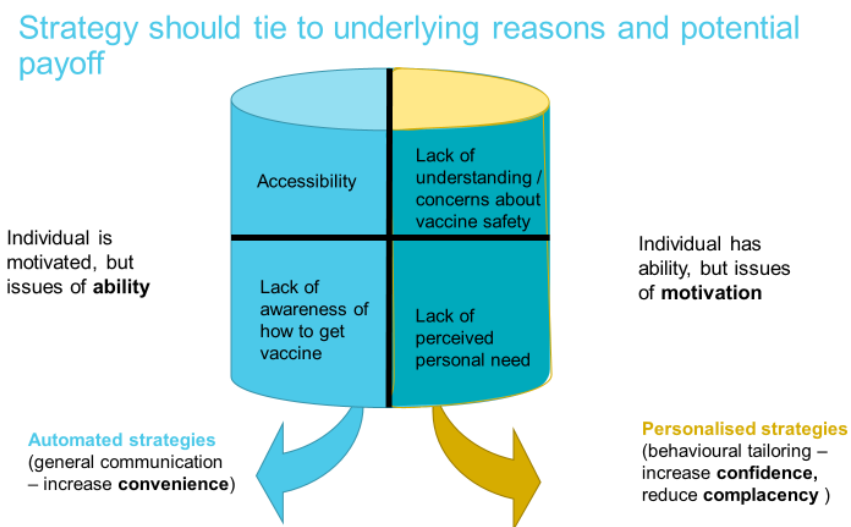 Strategy should tie to underlying reasons and potential
payoff
Accessibility
Lack of
understanding /
concerns about
vaccine safety
Individual is
motivated, but
issues of ability
Individual has
ability, but issues
of motivation
Lack of
awareness of
how to get
vaccine
Lack of
perceived
personal need
Automated strategies
(general communication
– increase convenience)
Personalised strategies
(behavioural tailoring –
increase confidence,
reduce complacency )